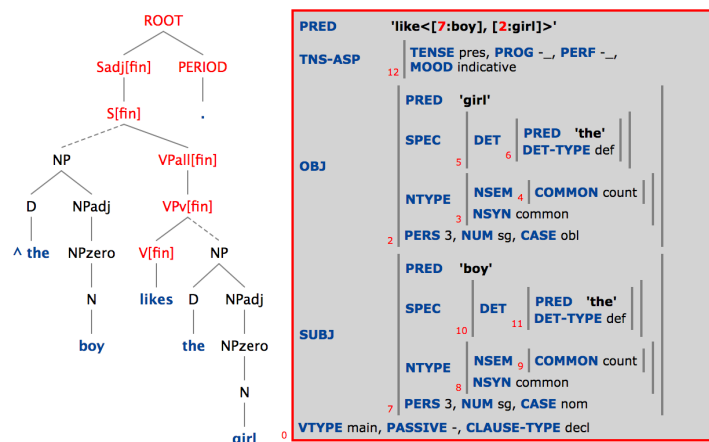 ROOT
Sadj[fin] PERIOD
S[fin] .
NP VPall[fin]
D NPadj VPv[fin]
^ the NPzero V[fin] NP
N likes D NPadj
boy the NPzero
N
girl
PRED 'like<[7:boy], [2:girl]>'
TNS-ASP TENSE pres, PROG -_, PERF -_,
12 MOOD indicative
PRED 'girl'
SPEC DET PRED 'the'
5 6 DET-TYPE def
OBJ
NTYPE NSEM 4 COMMON count
3 NSYN common
2 PERS 3, NUM sg, CASE obl
PRED 'boy'
SPEC DET PRED 'the'
10 11 DET-TYPE def
SUBJ
NTYPE NSEM 9 COMMON count
8 NSYN common
7 PERS 3, NUM sg, CASE nom
0 VTYPE main, PASSIVE -, CLAUSE-TYPE decl